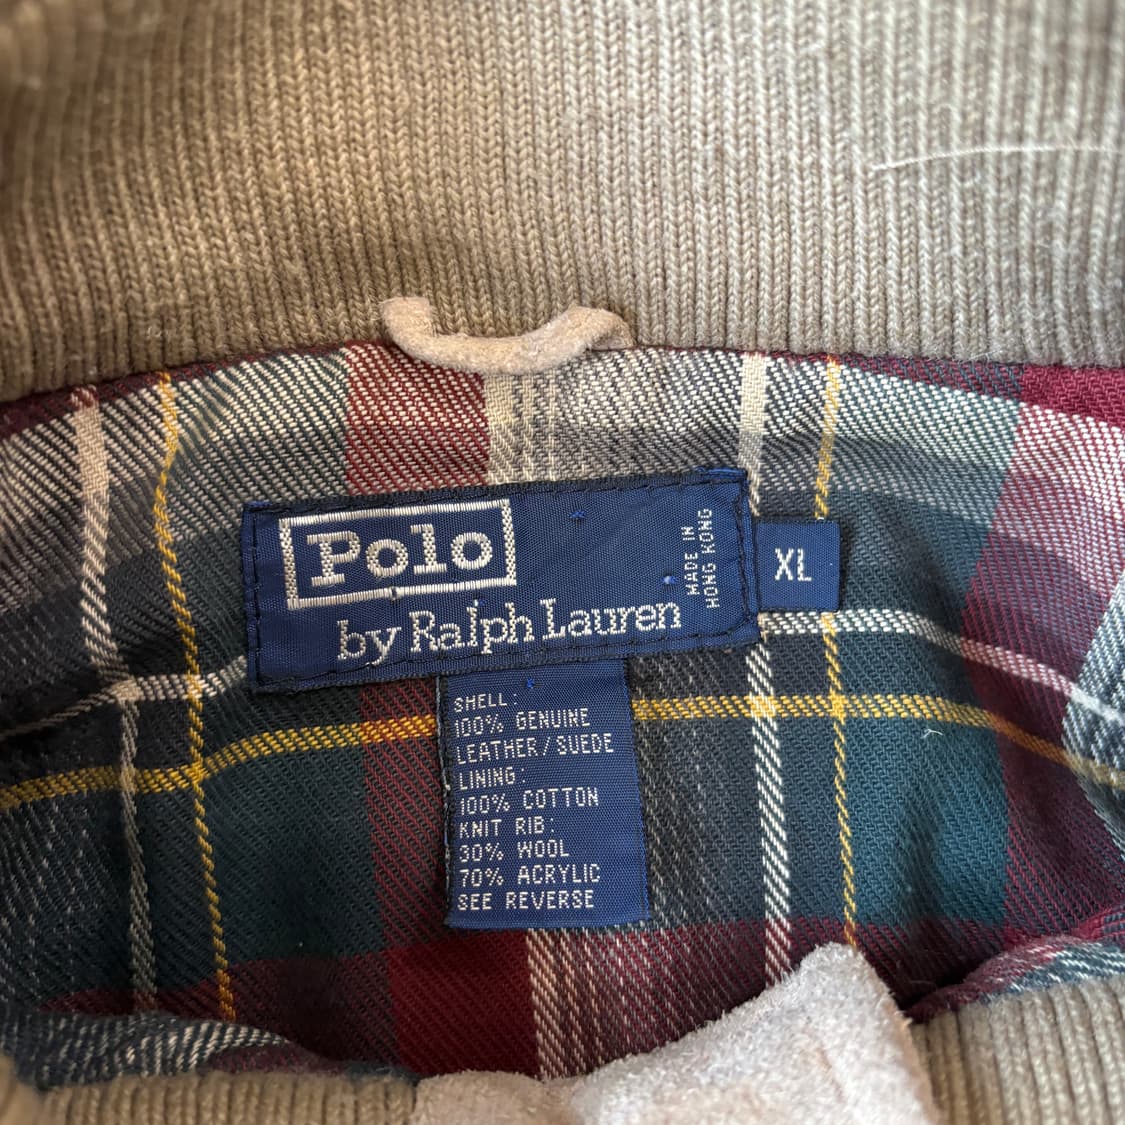 Polo
by Ralph Lauren
MADE IN
HONG KONG
XL
SHELL:
100% GENUINE
LEATHER/SUEDE
LINING:
100% COTTON
KNIT RIB:
30% WOOL
70% ACRYLIC
SEE REVERSE